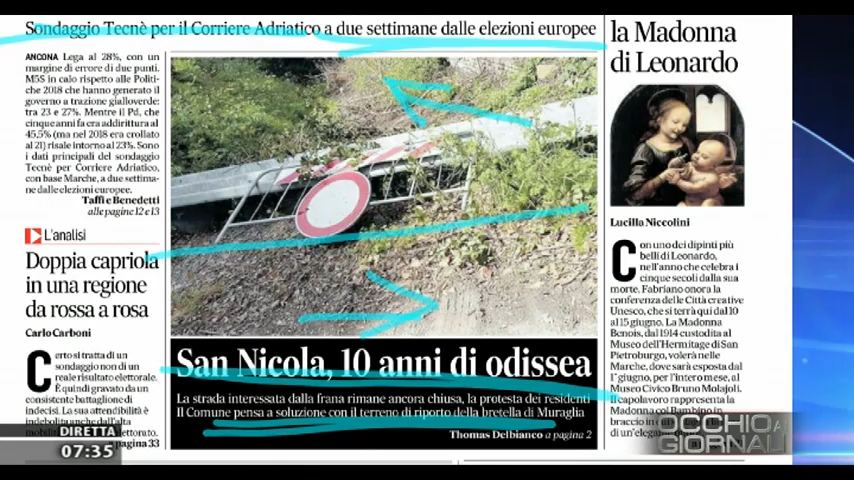 Sondaggio Tecnè per il Corriere Adriatico a due settimane dalle elezioni europee
ANCONA Lega al 28%, con un
margine di errore di due punti.
M5S in calo rispetto alle Politi-
che 2018 che hanno generato il
governo a trazione gialloverde:
tra 23 e 27%. Mentre il Pd, che
cinque anni fa era addirittura al
45,5% (ma nel 2018 era crollato
al 21) risale intorno al 23%. Sono
i dati principali del sondaggio
Tecnè per Corriere Adriatico,
con base Marche, a due settima-
ne dalle elezioni europee.
Taffi e Benedetti
alle pagine 12 e 13
L'analisi
Doppia capriola
in una regione
da rossa a rosa
Carlo Carboni
Certo si tratta di un
sondaggio non di un
reale risultato elettorale.
È quindi gravato da un
consistente battaglione di
indecisi. La sua attendibilità è
indebolita anche dall'alta
pagina 33
San Nicola, 10 anni di odissea
La strada interessata dalla frana rimane ancora chiusa, la protesta dei residenti
Il Comune pensa a soluzione con il terreno di riporto della bretella di Muraglia
Thomas Delbianco a pagina 2
la Madonna
di Leonardo
Lucilla Niccolini
Con uno dei dipinti più
belli di Leonardo,
nell'anno che celebra i
cinque secoli dalla sua
morte, Fabriano onora la
conferenza delle Città creative
Unesco, che si terrà qui dal 10
al 15 giugno. La Madonna
Benois, dal 1914 custodita al
Museo dell'Hermitage di San
Pietroburgo, volerà nelle
Marche, dove sarà esposta dal
1° giugno, per l'intero mese, al
Museo Civico Bruno Molajoli.
Il capolavoro rappresenta la
Madonna col Bambino in
braccio in
di un'elegan
DIRETTA
07:35
OCCHIO AI
GIORNALI